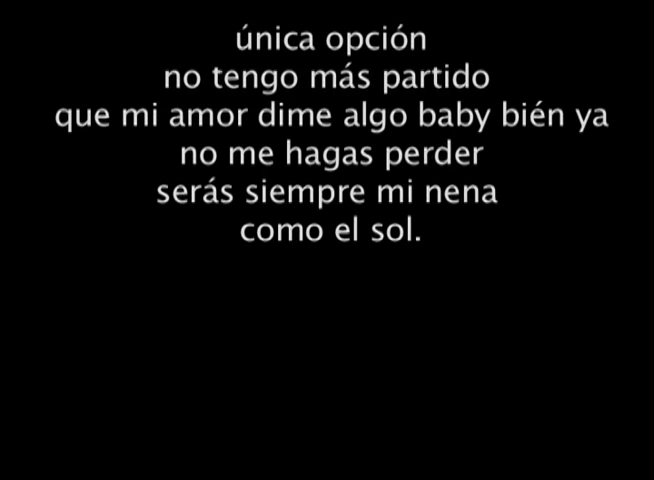 única opción
no tengo más partido
que mi amor dime algo baby bién ya
no me hagas perder
serás siempre mi nena
como el sol.